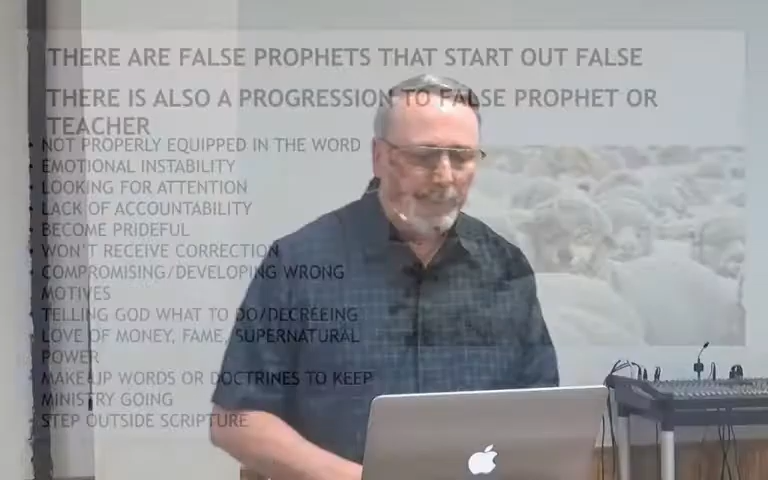 THERE ARE FALSE PROPHETS THAT START OUT FALSE
THERE IS ALSO A PROGRESSION TO FALSE PROPHET OR
TEACHER
• NOT PROPERLY EQUIPPED IN THE WORD
• EMOTIONAL INSTABILITY
• LOOKING FOR ATTENTION
• LACK OF ACCOUNTABILITY
• BECOME PRIDEFUL
• WON'T RECEIVE CORRECTION
• COMPROMISING/DEVELOPING WRONG
MOTIVES
• TELLING GOD WHAT TO DO/DECREEING
• LOVE OF MONEY, FAME, SUPERNATURAL
POWER
• MAKE UP WORDS OR DOCTRINES TO KEEP
MINISTRY GOING
• STEP OUTSIDE SCRIPTURE